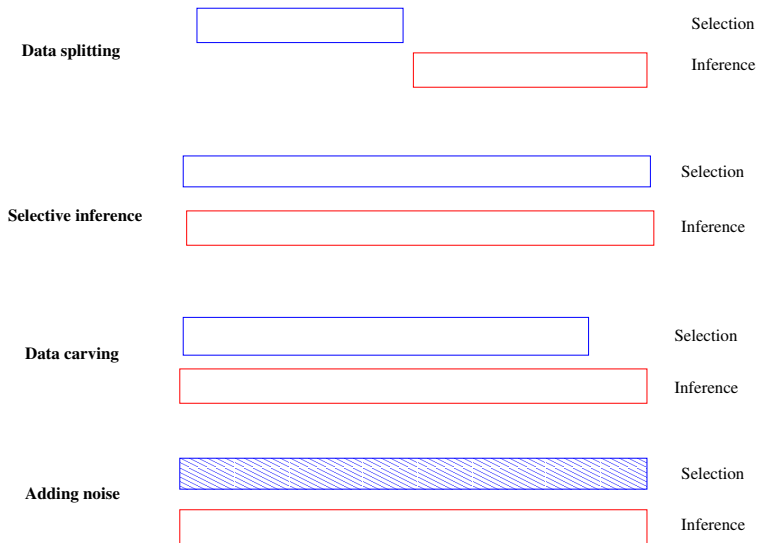 Selection
Data splitting
Inference
Selection
Selective inference
Inference
Selection
Data carving
Inference
Selection
Adding noise
Inference